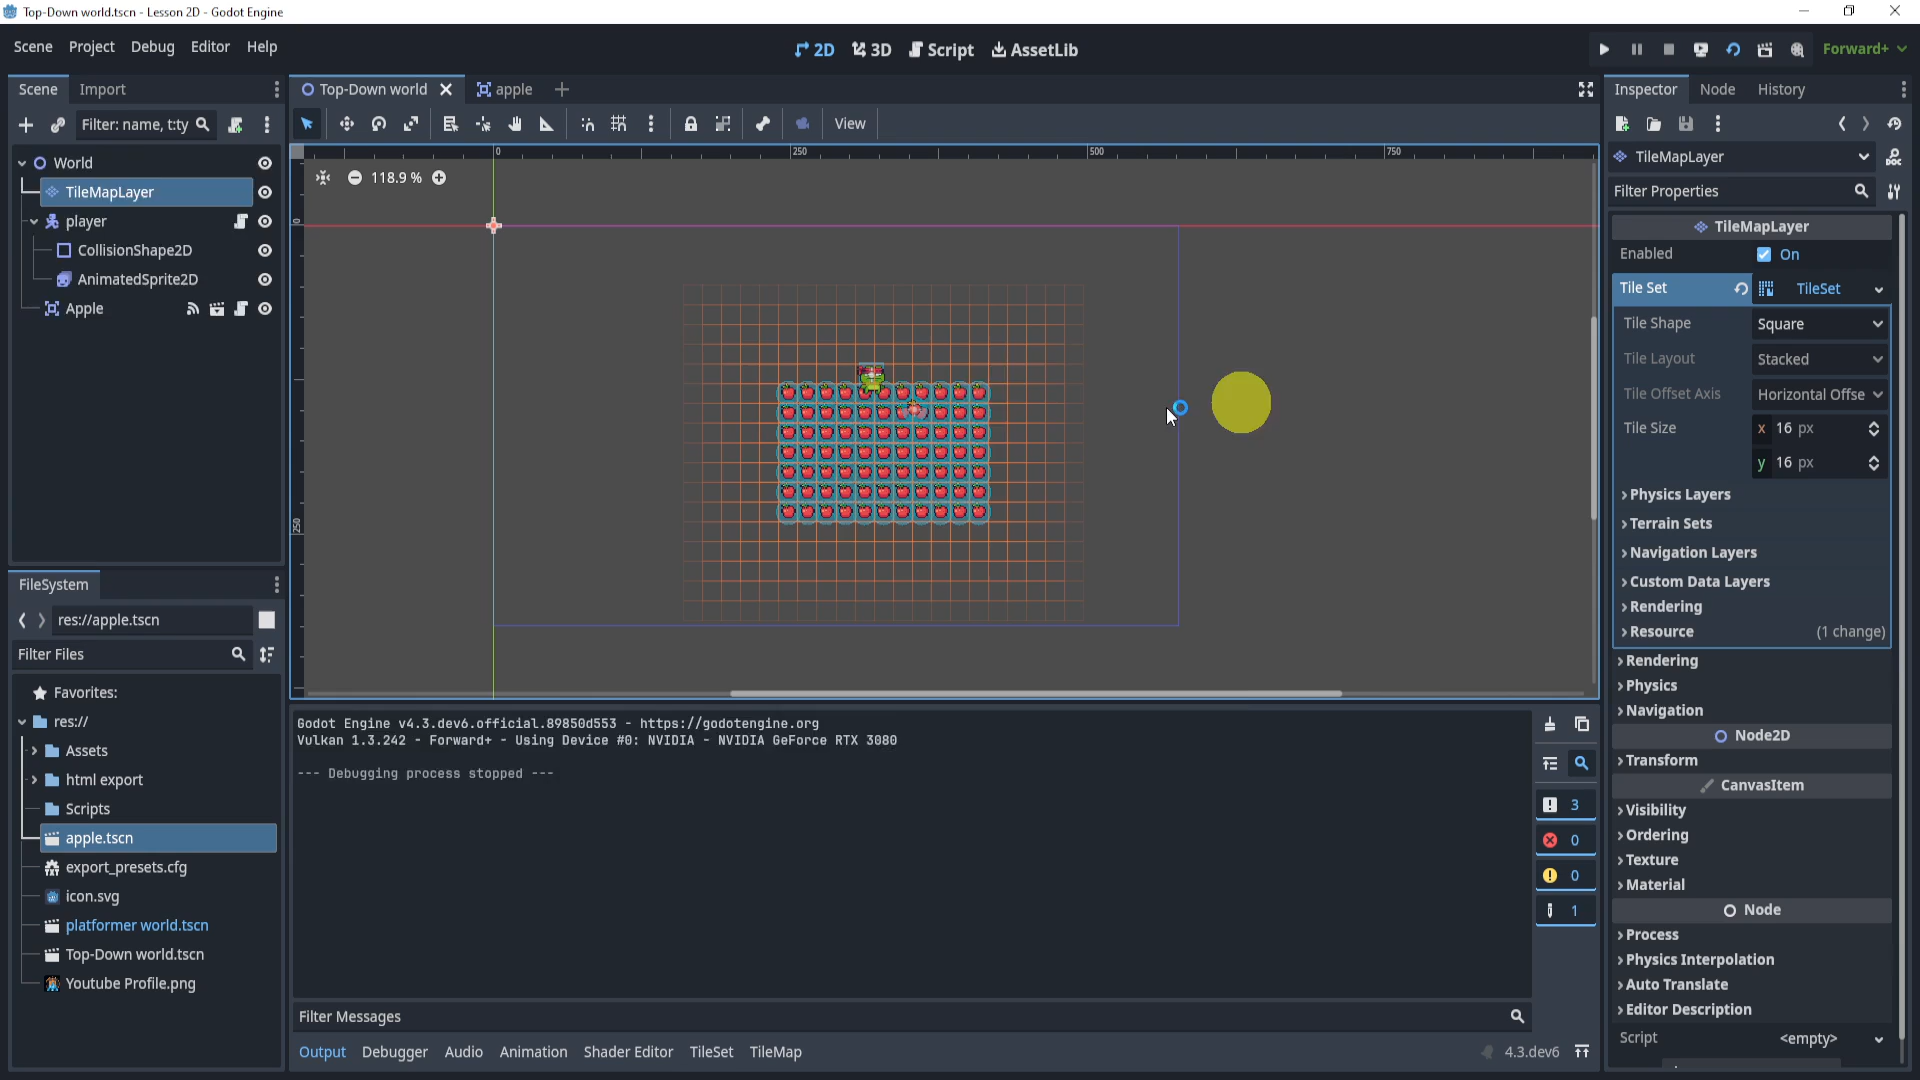 Top-Down world.tscn - Lesson 2D - Godot Engine
Scene Project Debug Editor Help
2D 3D Script AssetLib
Forward+
Scene Import
Top-Down world apple
Inspector Node History
Filter: name, t:ty
View
World
TileMapLayer
player
CollisionShape2D
AnimatedSprite2D
Apple
0 250 500 750
118.9 %
0
250
TileMapLayer
Filter Properties
TileMapLayer
Enabled On
Tile Set TileSet
Tile Shape Square
Tile Layout Stacked
Tile Offset Axis Horizontal Offse
Tile Size x 16 px
y 16 px
Physics Layers
Terrain Sets
Navigation Layers
Custom Data Layers
Rendering
Resource (1 change)
Rendering
Physics
Navigation
Node2D
Transform
CanvasItem
Visibility
Ordering
Texture
Material
Node
Process
Physics Interpolation
Auto Translate
Editor Description
Script <empty>
FileSystem
res://apple.tscn
Filter Files
Favorites:
res://
Assets
html export
Scripts
apple.tscn
export_presets.cfg
icon.svg
platformer world.tscn
Top-Down world.tscn
Youtube Profile.png
Godot Engine v4.3.dev6.official.89850d553 - https://godotengine.org
Vulkan 1.3.242 - Forward+ - Using Device #0: NVIDIA - NVIDIA GeForce RTX 3080
--- Debugging process stopped ---
3
0
0
1
Filter Messages
Output Debugger Audio Animation Shader Editor TileSet TileMap
4.3.dev6